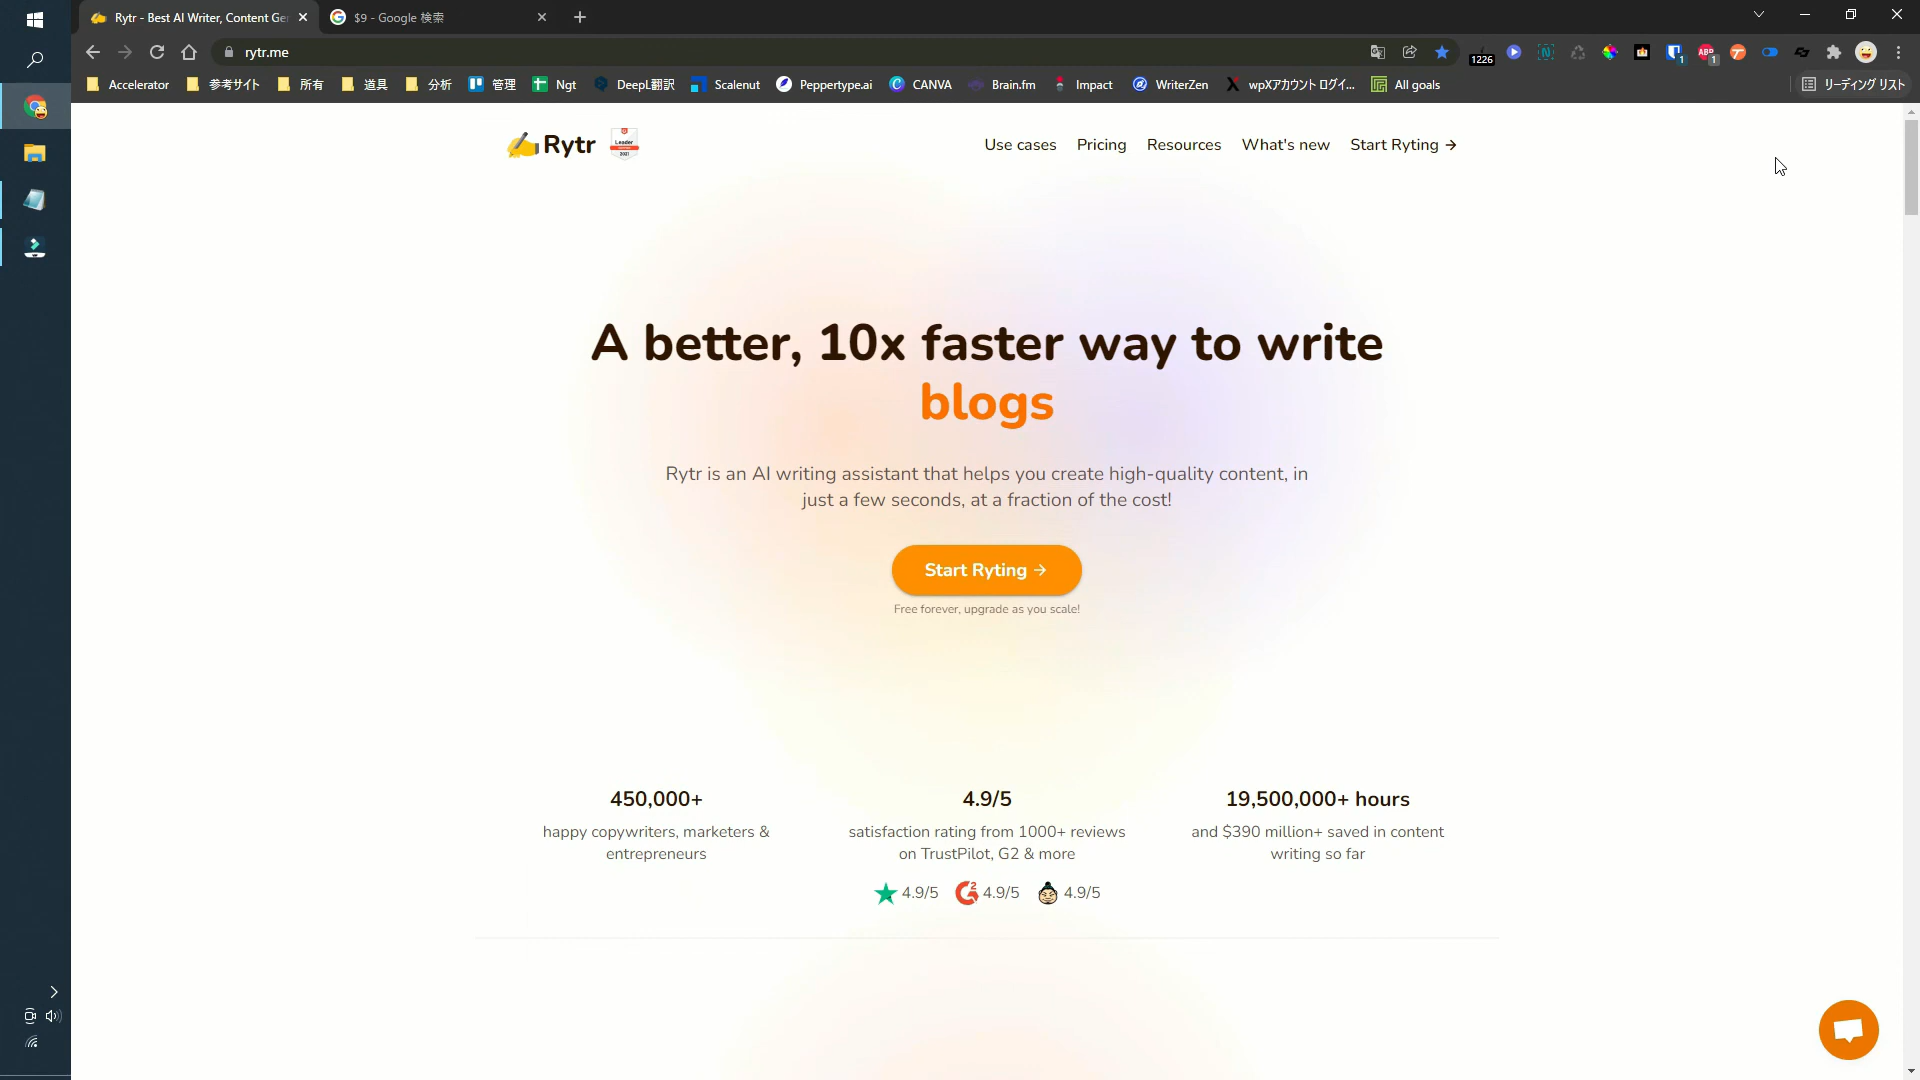 Rytr - Best AI Writer, Content Ge
$9 - Google 検索
rytr.me
1226
1
ABP
1
Accelerator
参考サイト
所有
道具
分析
管理
Ngt
DeepL翻訳
Scalenut
Peppertype.ai
CANVA
Brain.fm
Impact
WriterZen
wpXアカウント ログイ...
All goals
リーディング リスト
Rytr
Leader
2021
Use cases
Pricing
Resources
What's new
Start Ryting →
A better, 10x faster way to write
blogs
Rytr is an AI writing assistant that helps you create high-quality content, in
just a few seconds, at a fraction of the cost!
Start Ryting →
Free forever, upgrade as you scale!
450,000+
happy copywriters, marketers &
entrepreneurs
4.9/5
satisfaction rating from 1000+ reviews
on TrustPilot, G2 & more
4.9/5
4.9/5
4.9/5
19,500,000+ hours
and $390 million+ saved in content
writing so far